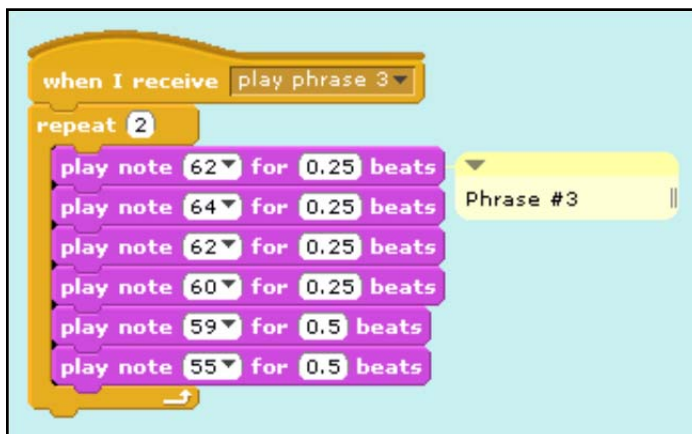 when I receive play phrase 3
repeat 2
play note 62 for 0.25 beats
Phrase #3
play note 64 for 0.25 beats
play note 62 for 0.25 beats
play note 60 for 0.25 beats
play note 59 for 0.5 beats
play note 55 for 0.5 beats